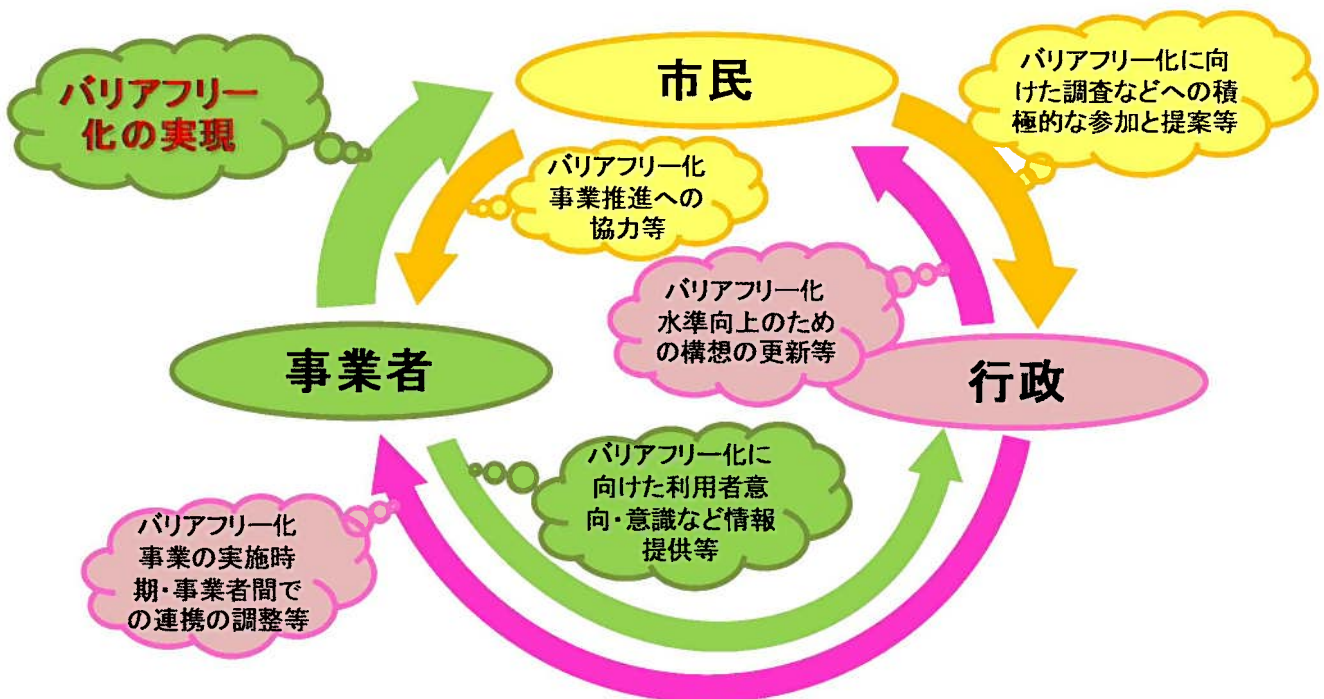 バリアフリー
化の実現
市民
バリアフリー化に向
けた調査などへの積
極的な参加と提案等
バリアフリー化
事業推進への
協力等
バリアフリー化
水準向上のため
の構想の更新等
事業者
行政
バリアフリー化に
向けた利用者意
向・意識など情報
提供等
バリアフリー化
事業の実施時
期・事業者間で
の連携の調整等